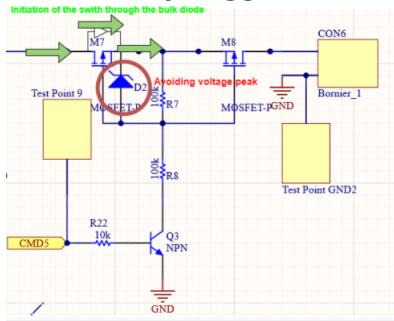 Initiation of the swith through the bulk diode
M7
M8
CON6
D2
Avoiding voltage peak
Test Point 9
MOSFET-P
100k
R7
MOSFET-P
GND
Bornier_1
100k
R8
Test Point GND2
R22
10k
CMD5
Q3
NPN
GND